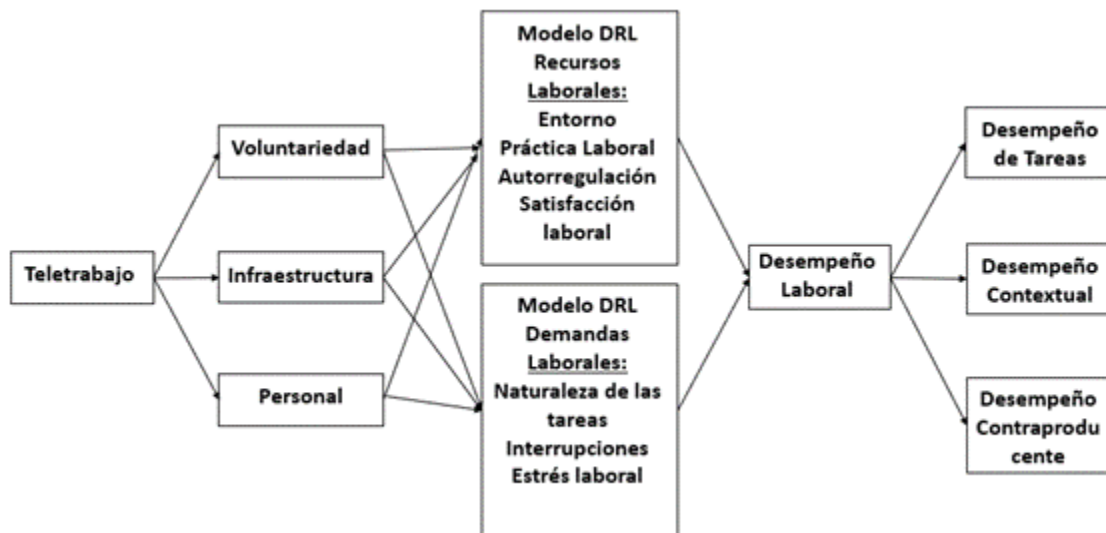 Teletrabajo
Voluntariedad
Infraestructura
Personal
Modelo DRL
Recursos
Laborales:
Entorno
Práctica Laboral
Autorregulación
Satisfacción
laboral
Modelo DRL
Demandas
Laborales:
Naturaleza de las
tareas
Interrupciones
Estrés laboral
Desempeño
Laboral
Desempeño
de Tareas
Desempeño
Contextual
Desempeño
Contraprodu
cente